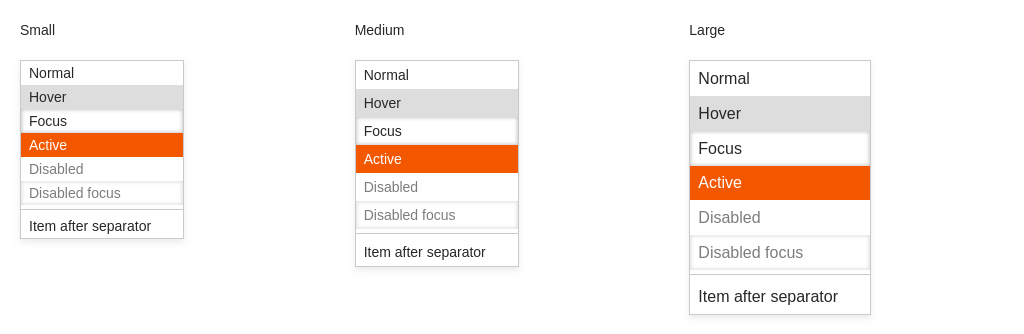 Small
Normal
Hover
Focus
Active
Disabled
Disabled focus
Item after separator
Medium
Normal
Hover
Focus
Active
Disabled
Disabled focus
Item after separator
Large
Normal
Hover
Focus
Active
Disabled
Disabled focus
Item after separator